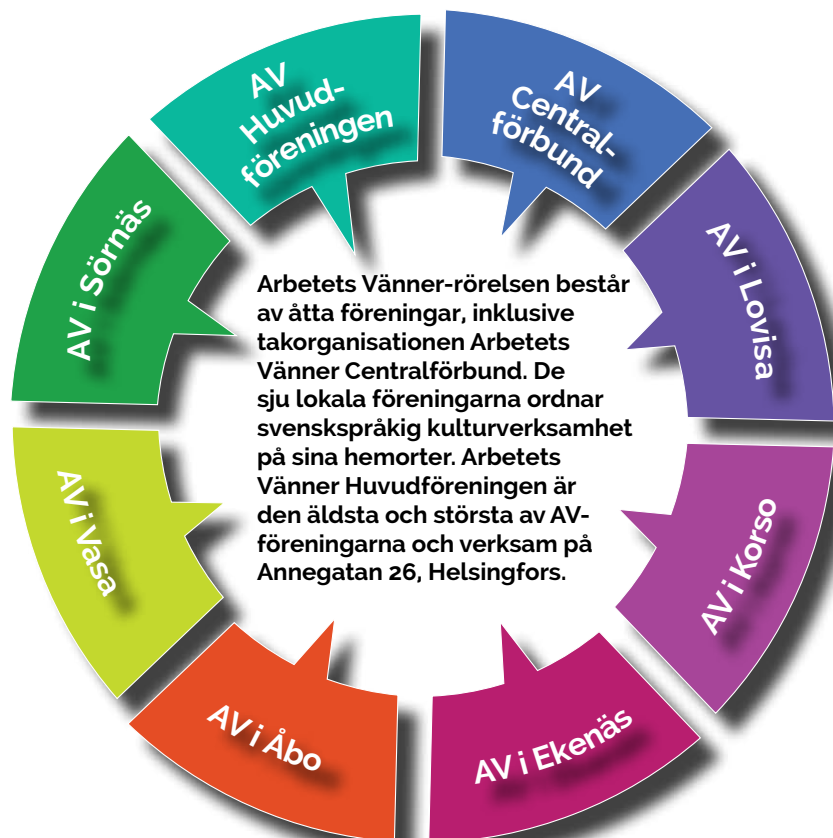 AV
Huvud-
föreningen
AV
Central-
förbund
AV i Lovisa
AV i Korso
AV i Ekenäs
AV i Åbo
AV i Vasa
AV i Sörnäs
Arbetets Vänner-rörelsen består
av åtta föreningar, inklusive
takorganisationen Arbetets
Vänner Centralförbund. De
sju lokala föreningarna ordnar
svenskspråkig kulturverksamhet
på sina hemorter. Arbetets
Vänner Huvudföreningen är
den äldsta och största av AV-
föreningarna och verksam på
Annegatan 26, Helsingfors.